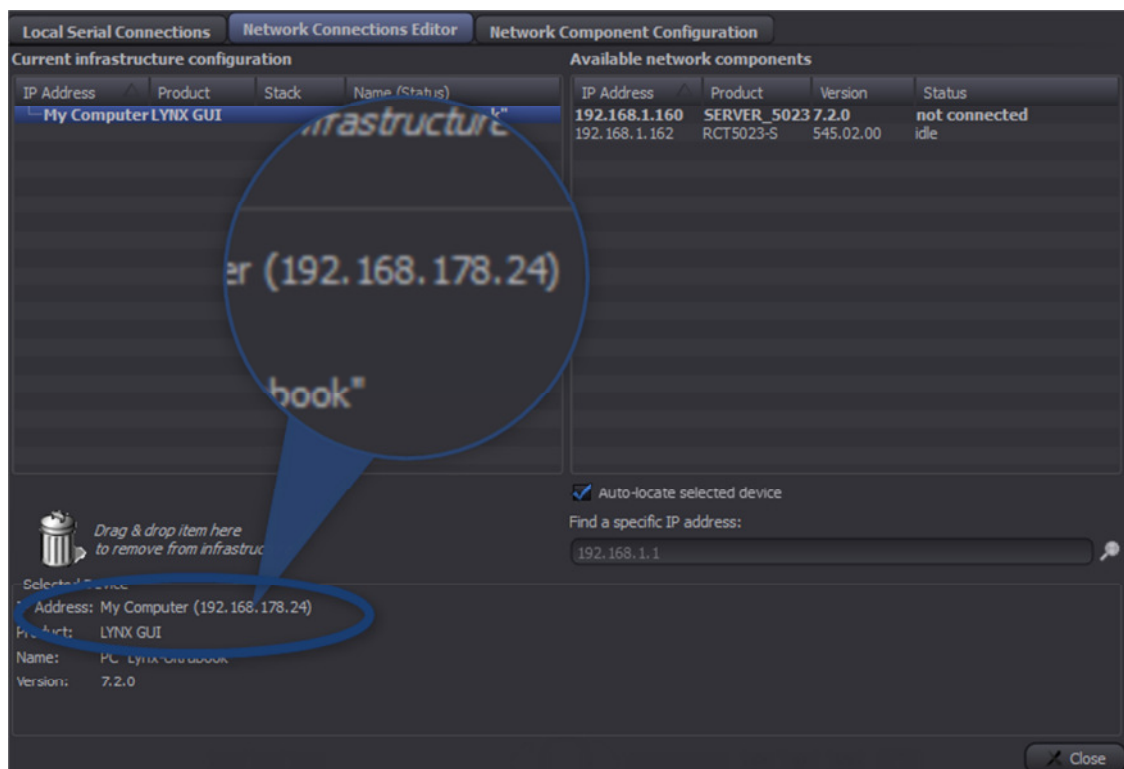 Local Serial Connections Network Connections Editor Network Component Configuration
Current infrastructure configuration
IP Address Product Stack Name (Status)
My Computer LYNX GUI
Available network components
IP Address Product Version Status
192.168.1.160 SERVER_5023 7.2.0 not connected
192.168.1.162 RCT5023-S 545.02.00 idle
(192.168.178.24)
book"
Drag & drop item here
to remove from
Auto-locate selected device
Find a specific IP address:
192.168.1.1
Selected
Address: My Computer (192.168.178.24)
LYNX GUI
Name: PC
Version: 7.2.0
Close